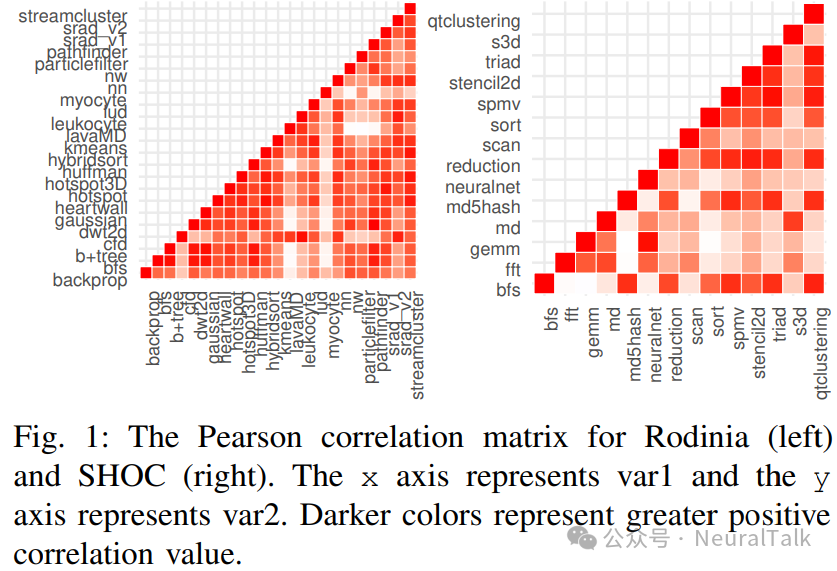 streamcluster
srad_v2
srad_v1
pathfinder
particlefilter
nw
nn
myocyte
lud
leukocyte
lavaMD
kmeans
hybridsort
huffman
hotspot3D
hotspot
heartwall
gaussian
dwt2d
cfd
b+tree
bfs
backprop
backprop
bfs
b+tree
cfd
dwt2d
gaussian
heartwall
hotspot
hotspot3D
huffman
hybridsort
kmeans
lavaMD
leukocyte
lud
myocyte
nn
nw
particlefilter
pathfinder
srad_v1
srad_v2
streamcluster
qtclustering
s3d
triad
stencil2d
spmv
sort
scan
reduction
neuralnet
md5hash
md
gemm
fft
bfs
bfs
fft
gemm
md
md5hash
neuralnet
reduction
scan
sort
spmv
stencil2d
triad
s3d
qtclustering
Fig. 1: The Pearson correlation matrix for Rodinia (left)
and SHOC (right). The x axis represents var1 and the y
axis represents var2. Darker colors represent greater positive
correlation value.
公众号 · NeuralTalk